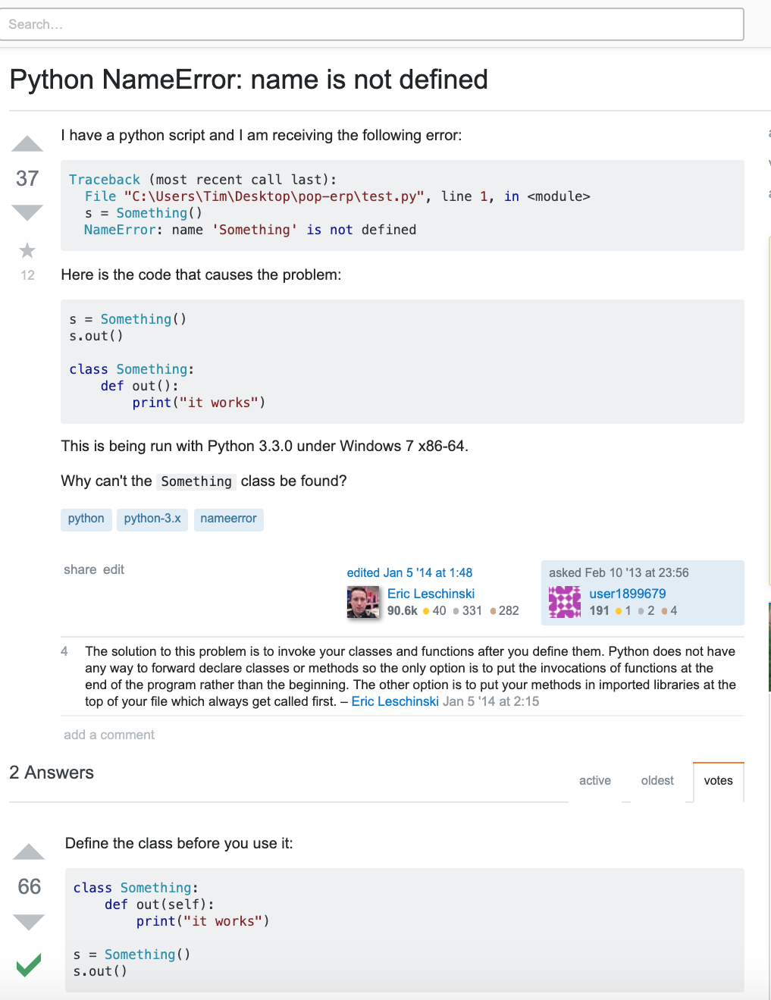 Search…
Python NameError: name is not defined
I have a python script and I am receiving the following error:
37
Traceback (most recent call last):
  File "C:\Users\Tim\Desktop\pop-erp\test.py", line 1, in <module>
  s = Something()
  NameError: name 'Something' is not defined
12
Here is the code that causes the problem:
s = Something()
s.out()
class Something:
    def out():
        print("it works")
This is being run with Python 3.3.0 under Windows 7 x86-64.
Why can't the Something class be found?
python python-3.x nameerror
share edit
edited Jan 5 '14 at 1:48
Eric Leschinski
90.6k 40 331 282
asked Feb 10 '13 at 23:56
user1899679
191 1 2 4
4 The solution to this problem is to invoke your classes and functions after you define them. Python does not have
any way to forward declare classes or methods so the only option is to put the invocations of functions at the
end of the program rather than the beginning. The other option is to put your methods in imported libraries at the
top of your file which always get called first. – Eric Leschinski Jan 5 '14 at 2:15
add a comment
2 Answers
active oldest votes
Define the class before you use it:
66
class Something:
    def out(self):
        print("it works")
s = Something()
s.out()